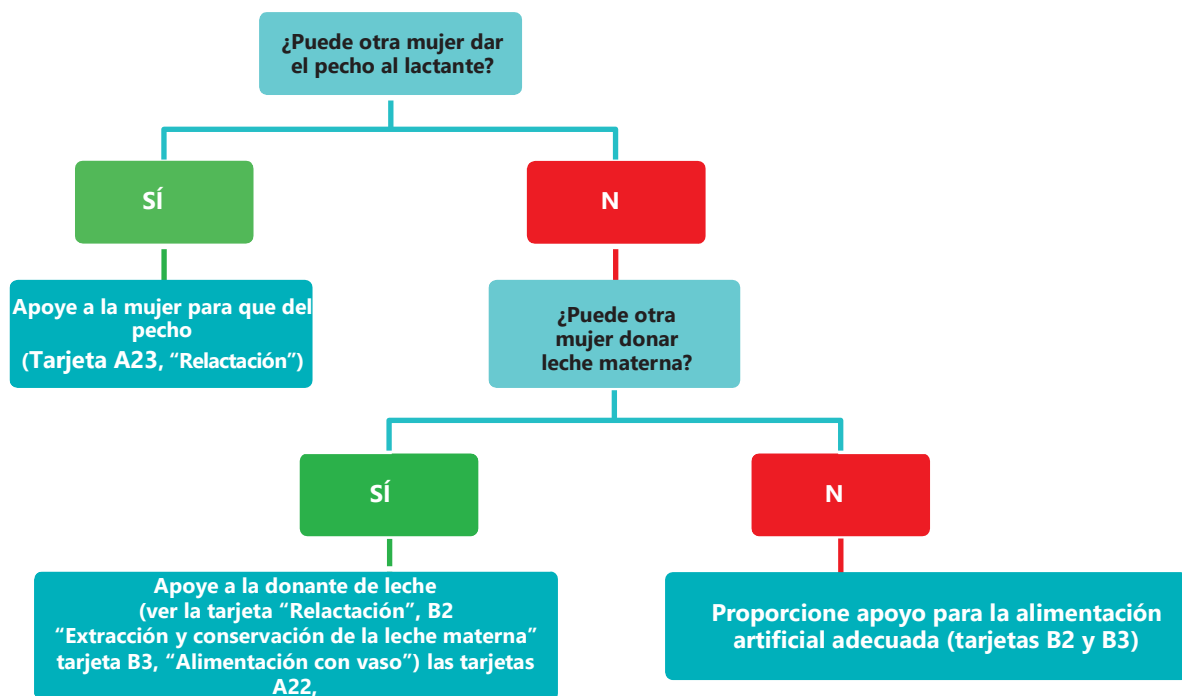 ¿Puede otra mujer dar
el pecho al lactante?
SÍ
N
Apoye a la mujer para que del
pecho
(Tarjeta A23, “Relactación”)
¿Puede otra
mujer donar
leche materna?
SÍ
N
Apoye a la donante de leche
(ver la tarjeta “Relactación”, B2
“Extracción y conservación de la leche materna”
tarjeta B3, “Alimentación con vaso”) las tarjetas
A22,
Proporcione apoyo para la alimentación
artificial adecuada (tarjetas B2 y B3)